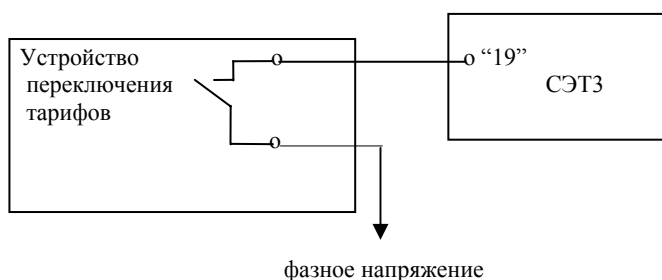 Устройство
переключения
тарифов
о "19"
СЭТ3
о
о
фазное напряжение